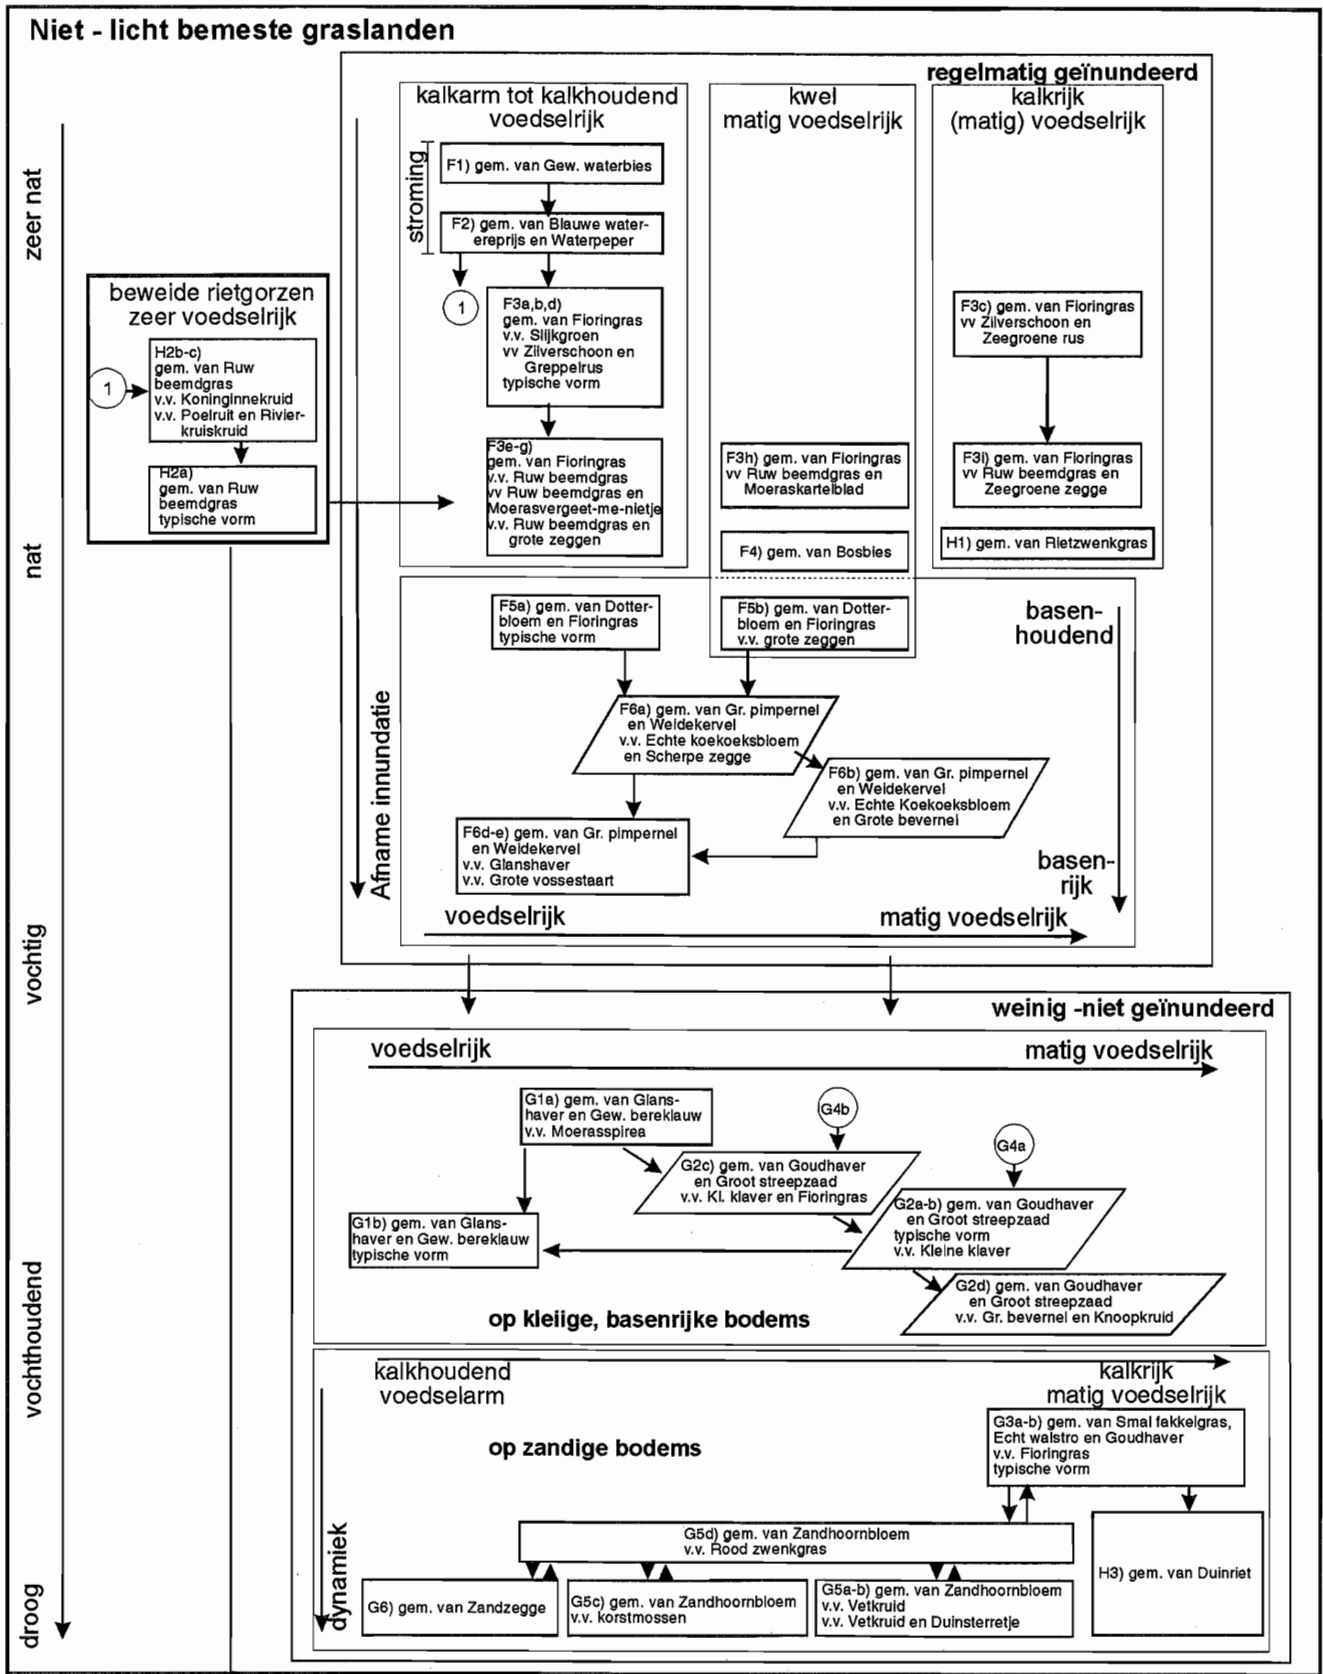 Niet - licht bemeste graslanden
regelmatig geïnundeerd
kalkarm tot kalkhoudend
voedselrijk
kwel
matig voedselrijk
kalkrijk
(matig) voedselrijk
zeer nat
nat
vochtig
vochthoudend
droog
stroming
F1) gem. van Gew. waterbies
F2) gem. van Blauwe water-
ereprijs en Waterpeper
1
F3a,b,d)
gem. van Fioringras
v.v. Slijkgroen
vv Zilverschoon en
Greppelrus
typische vorm
F3c) gem. van Fioringras
vv Zilverschoon en
Zeegroene rus
beweide rietgorzen
zeer voedselrijk
1
H2b-c)
gem. van Ruw
beemdgras
v.v. Koninginnekruid
v.v. Poelruit en Rivier-
kruiskruid
H2a)
gem. van Ruw
beemdgras
typische vorm
F3e-g)
gem. van Fioringras
v.v. Ruw beemdgras
vv Ruw beemdgras en
Moerasvergeet-me-nietje
v.v. Ruw beemdgras en
grote zeggen
F3h) gem. van Fioringras
vv Ruw beemdgras en
Moeraskartelblad
F3i) gem. van Fioringras
vv Ruw beemdgras en
Zeegroene zegge
F4) gem. van Bosbies
H1) gem. van Rietzwenkgras
Afname innundatie
F5a) gem. van Dotter-
bloem en Fioringras
typische vorm
F5b) gem. van Dotter-
bloem en Fioringras
v.v. grote zeggen
basen-
houdend
F6a) gem. van Gr. pimpernel
en Weidekervel
v.v. Echte koekoeksbloem
en Scherpe zegge
F6b) gem. van Gr. pimpernel
en Weidekervel
v.v. Echte Koekoeksbloem
en Grote bevernel
F6d-e) gem. van Gr. pimpernel
en Weidekervel
v.v. Glanshaver
v.v. Grote vossestaart
basen-
rijk
voedselrijk
matig voedselrijk
weinig -niet geïnundeerd
voedselrijk
matig voedselrijk
G1a) gem. van Glans-
haver en Gew. bereklauw
v.v. Moerasspirea
G4b
G4a
G2c) gem. van Goudhaver
en Groot streepzaad
v.v. Kl. klaver en Fioringras
G2a-b) gem. van Goudhaver
en Groot streepzaad
typische vorm
v.v. Kleine klaver
G1b) gem. van Glans-
haver en Gew. bereklauw
typische vorm
G2d) gem. van Goudhaver
en Groot streepzaad
v.v. Gr. bevernel en Knoopkruid
op kleiige, basenrijke bodems
kalkhoudend
voedselarm
kalkrijk
matig voedselrijk
op zandige bodems
dynamiek
G3a-b) gem. van Smal fakkelgras,
Echt walstro en Goudhaver
v.v. Fioringras
typische vorm
G5d) gem. van Zandhoornbloem
v.v. Rood zwenkgras
G6) gem. van Zandzegge
G5c) gem. van Zandhoornbloem
v.v. korstmossen
G5a-b) gem. van Zandhoornbloem
v.v. Vetkruid
v.v. Vetkruid en Duinsterretje
H3) gem. van Duinriet